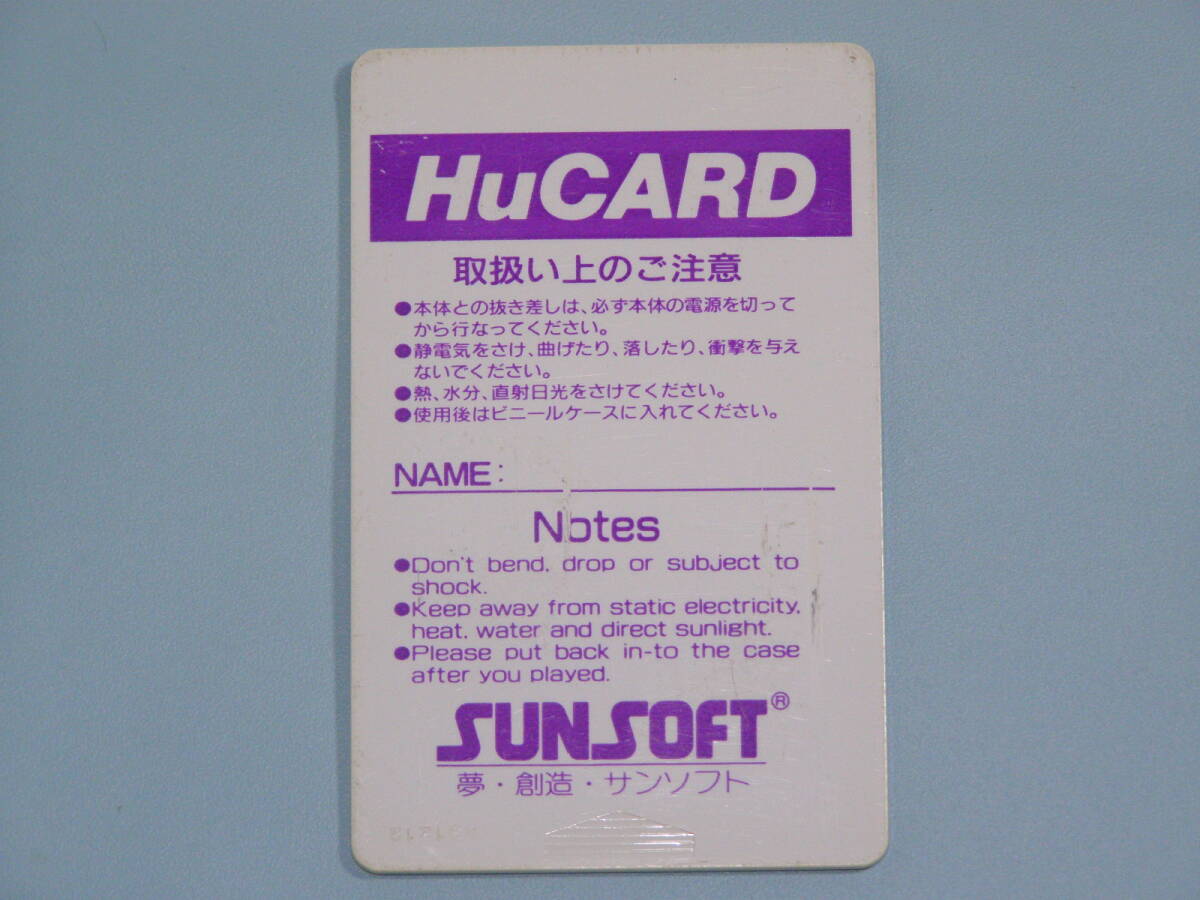 HuCARD
取扱い上のご注意
●本体との抜き差しは、必ず本体の電源を切って
から行なってください。
●静電気をさけ、曲げたり、落したり、衝撃を与え
ないでください。
●熱、水分、直射日光をさけてください。
●使用後はビニールケースに入れてください。
NAME:
Notes
●Don't bend, drop or subject to
shock.
●Keep away from static electricity,
heat, water and direct sunlight.
●Please put back in-to the case
after you played.
SUNSOFT®
夢・創造・サンソフト